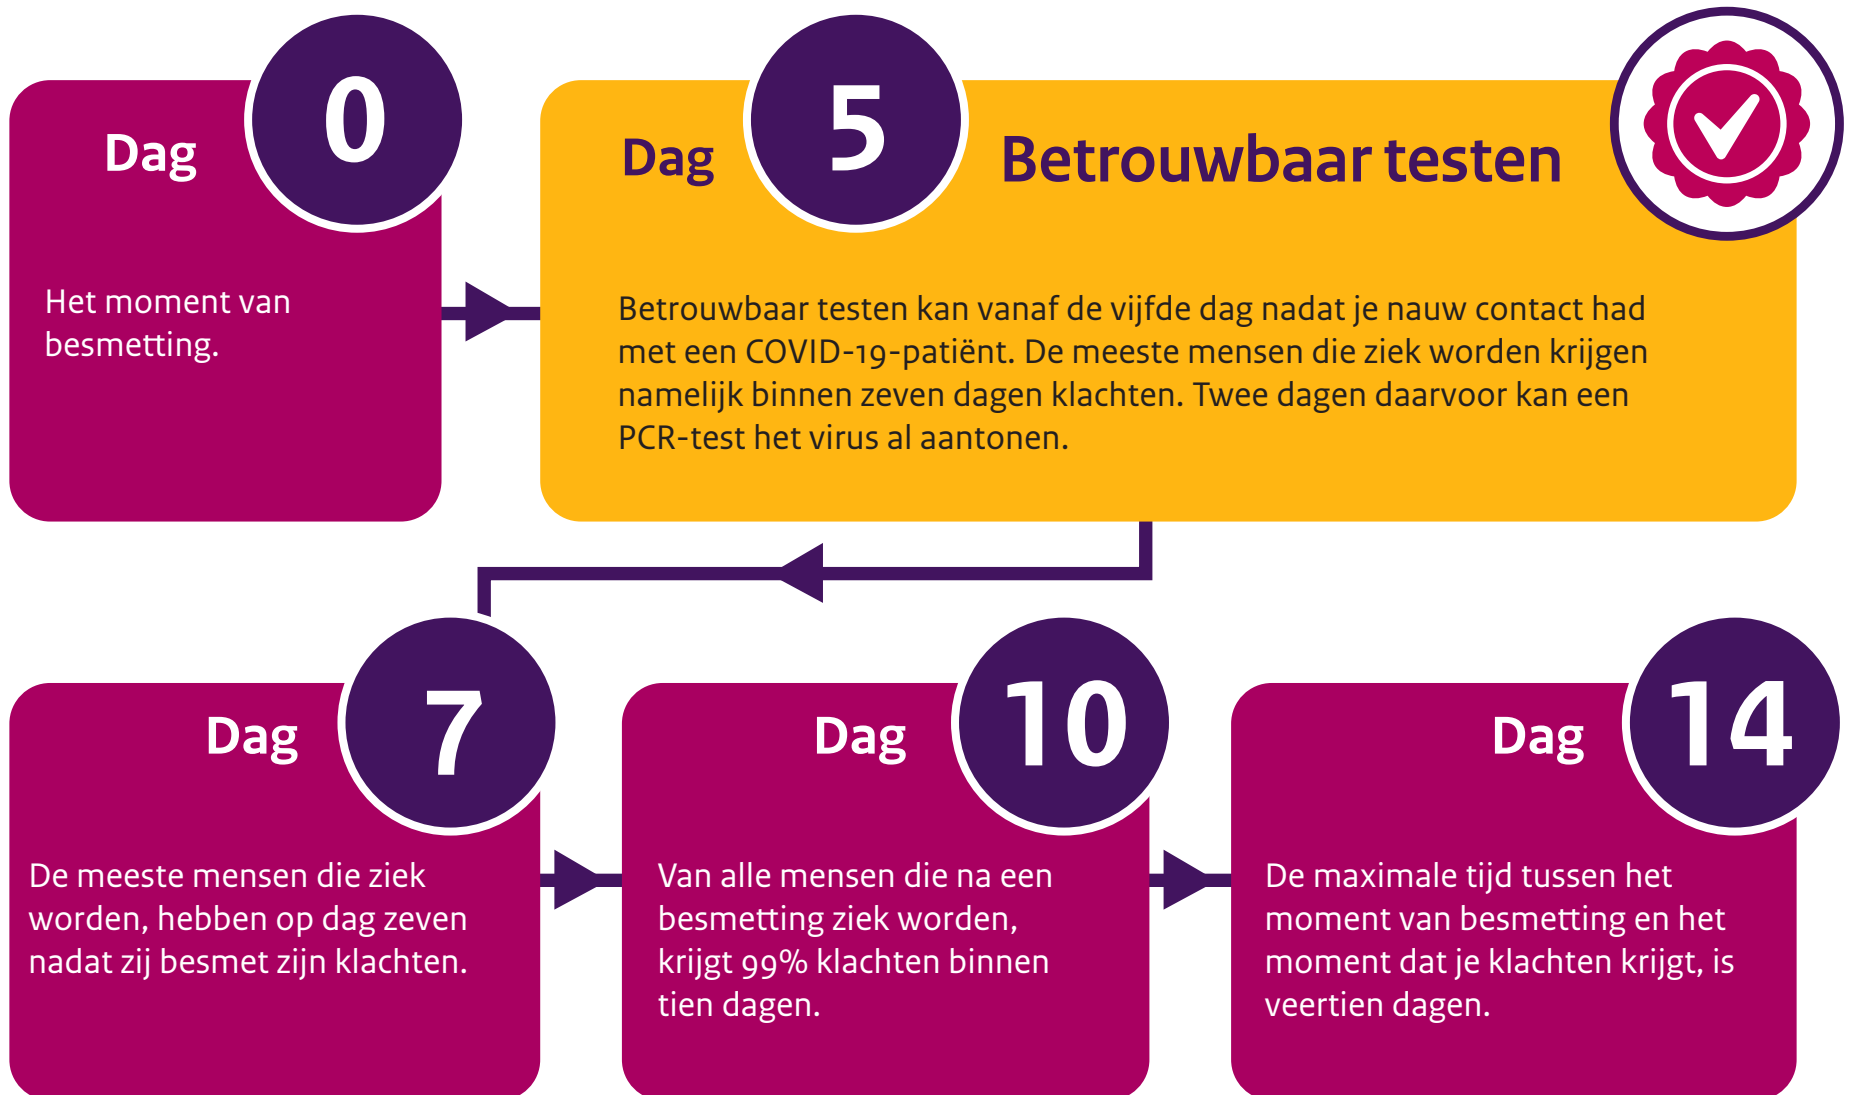 Dag 0
Het moment van
besmetting.
Dag 5 Betrouwbaar testen
Betrouwbaar testen kan vanaf de vijfde dag nadat je nauw contact had
met een COVID-19-patiënt. De meeste mensen die ziek worden krijgen
namelijk binnen zeven dagen klachten. Twee dagen daarvoor kan een
PCR-test het virus al aantonen.
Dag 7
De meeste mensen die ziek
worden, hebben op dag zeven
nadat zij besmet zijn klachten.
Dag 10
Van alle mensen die na een
besmetting ziek worden,
krijgt 99% klachten binnen
tien dagen.
Dag 14
De maximale tijd tussen het
moment van besmetting en het
moment dat je klachten krijgt, is
veertien dagen.